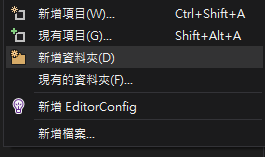 新增項目(W)... Ctrl+Shift+A
現有項目(G)... Shift+Alt+A
新增資料夾(D)
現有的資料夾(F)...
新增 EditorConfig
新增檔案...